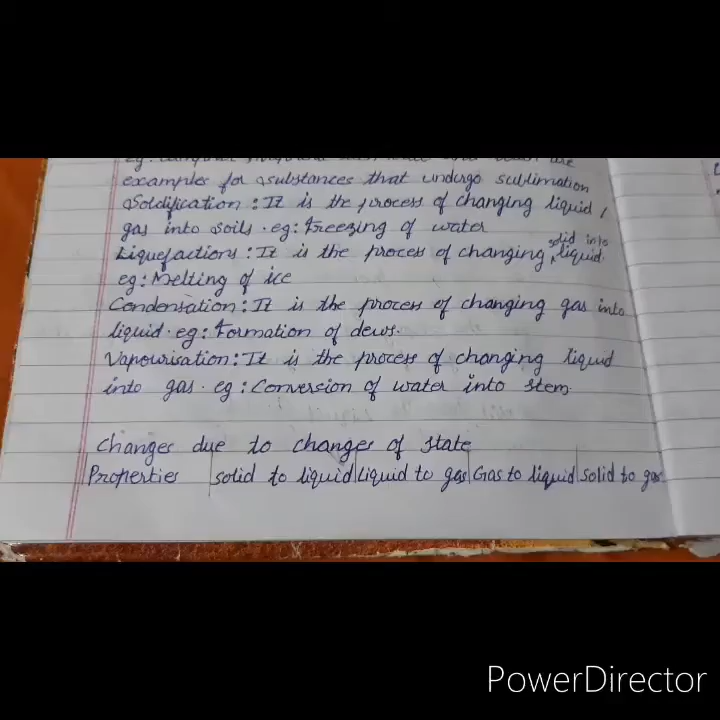 examples for substances that undergo sublimation
Soldification : It is the process of changing liquid /
gas into soils . eg : Freezing of water
Liquefactions : It is the process of changing solid into liquid .
eg : Melting of ice
Condensation : It is the process of changing gas into
liquid . eg : Formation of dews .
Vapourisation : It is the process of changing liquid
into gas . eg : Conversion of water into stem .
Changes due to changes of state
Properties | solid to liquid | Liquid to gas | Gas to liquid | Solid to gas
PowerDirector